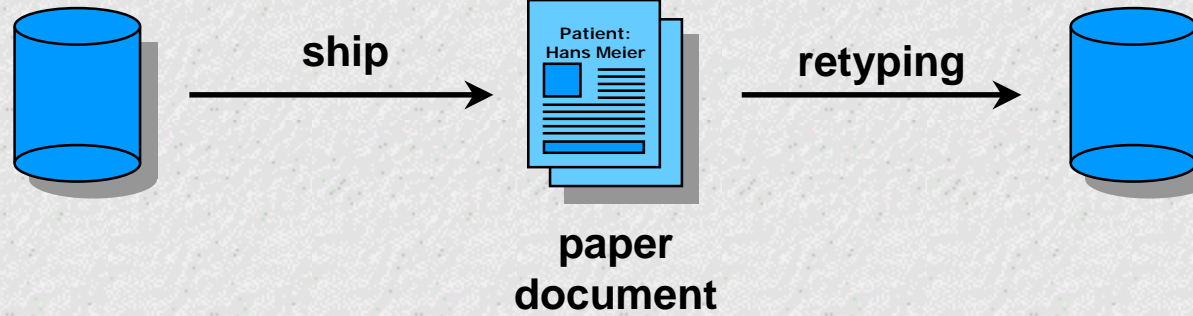 ship
Patient:
Hans Meier
retyping
paper
document